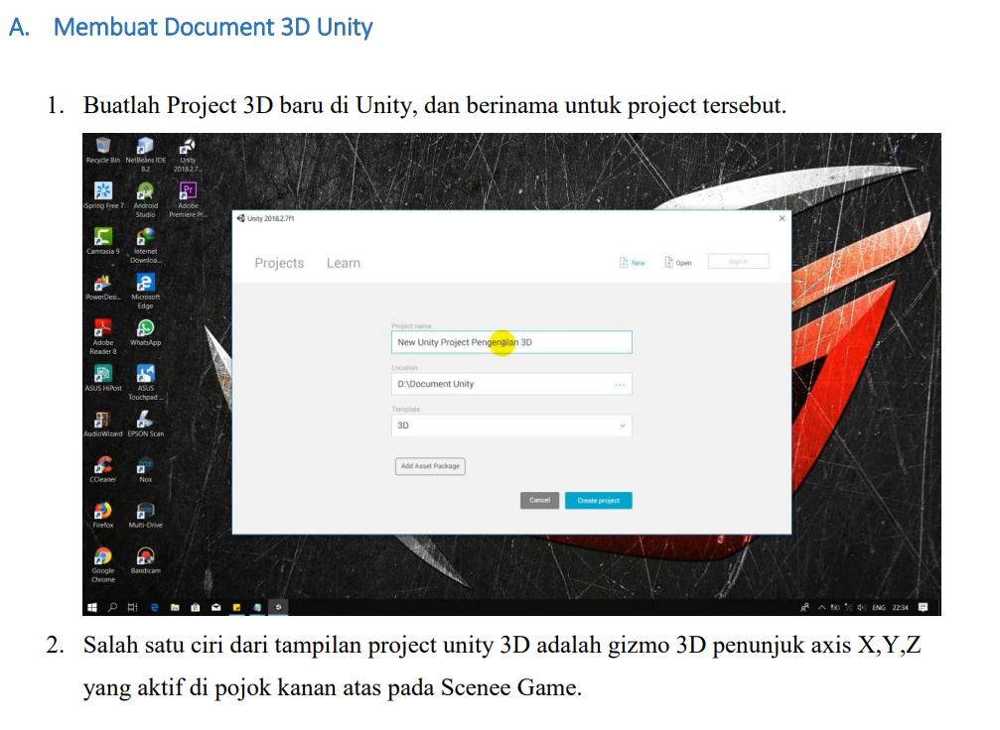 A. Membuat Document 3D Unity
1. Buatlah Project 3D baru di Unity, dan berinama untuk project tersebut.
Recycle Bin
NetBeans IDE 8.2
Unity 2018.2.7...
iSpring Free 7
Android Studio
Adobe Premiere Pr...
Camtasia 9
Internet Downloa...
PowerDesi...
Microsoft Edge
Adobe Reader 8
WhatsApp
ASUS HiPost
ASUS Touchpad ...
AudioWizard
EPSON Scan
CCleaner
Nox
Firefox
Multi-Drive
Google Chrome
Bandicam
Unity 2018.2.7f1
Projects Learn
New Open Sign in
Project name
New Unity Project Pengenalan 3D
Location
D:\Document Unity
Template
3D
Add Asset Package
Cancel Create project
ENG 22:34
2. Salah satu ciri dari tampilan project unity 3D adalah gizmo 3D penunjuk axis X,Y,Z
yang aktif di pojok kanan atas pada Scenee Game.